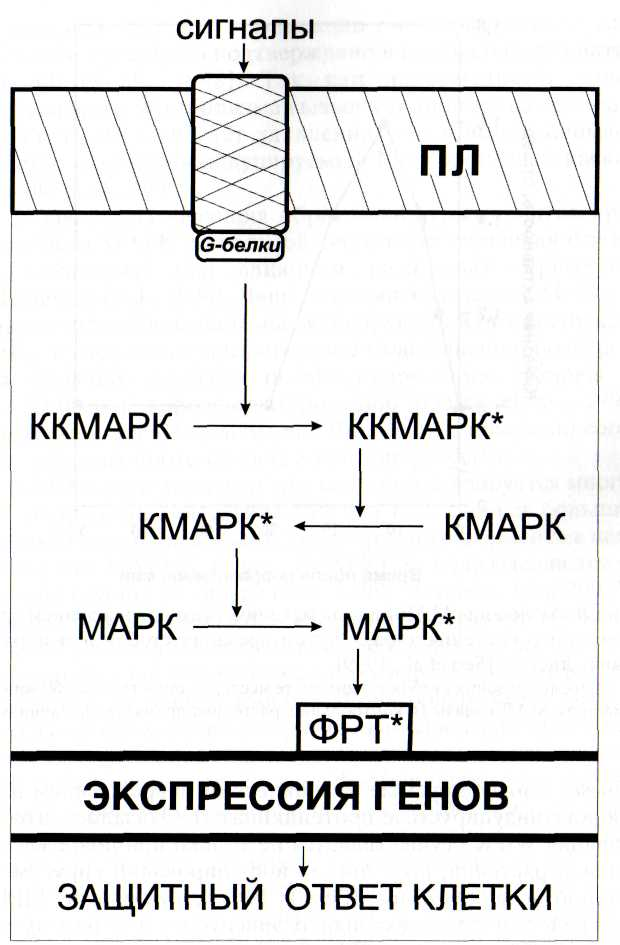 сигналы
ПЛ
G-белки
ККМАРК ККМАРК*
КМАРК* КМАРК
МАРК МАРК*
ФРТ*
ЭКСПРЕССИЯ ГЕНОВ
ЗАЩИТНЫЙ ОТВЕТ КЛЕТКИ